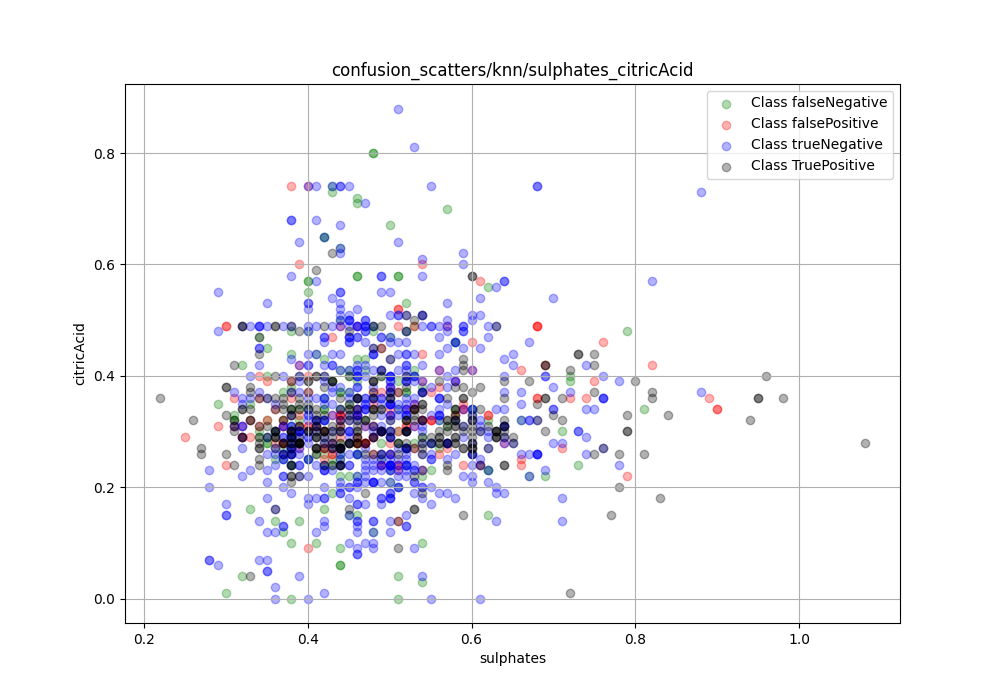 confusion_scatters/knn/sulphates_citricAcid
Class falseNegative
Class falsePositive
Class trueNegative
Class TruePositive
citricAcid
0.8
0.6
0.4
0.2
0.0
0.2 0.4 0.6 0.8 1.0
sulphates